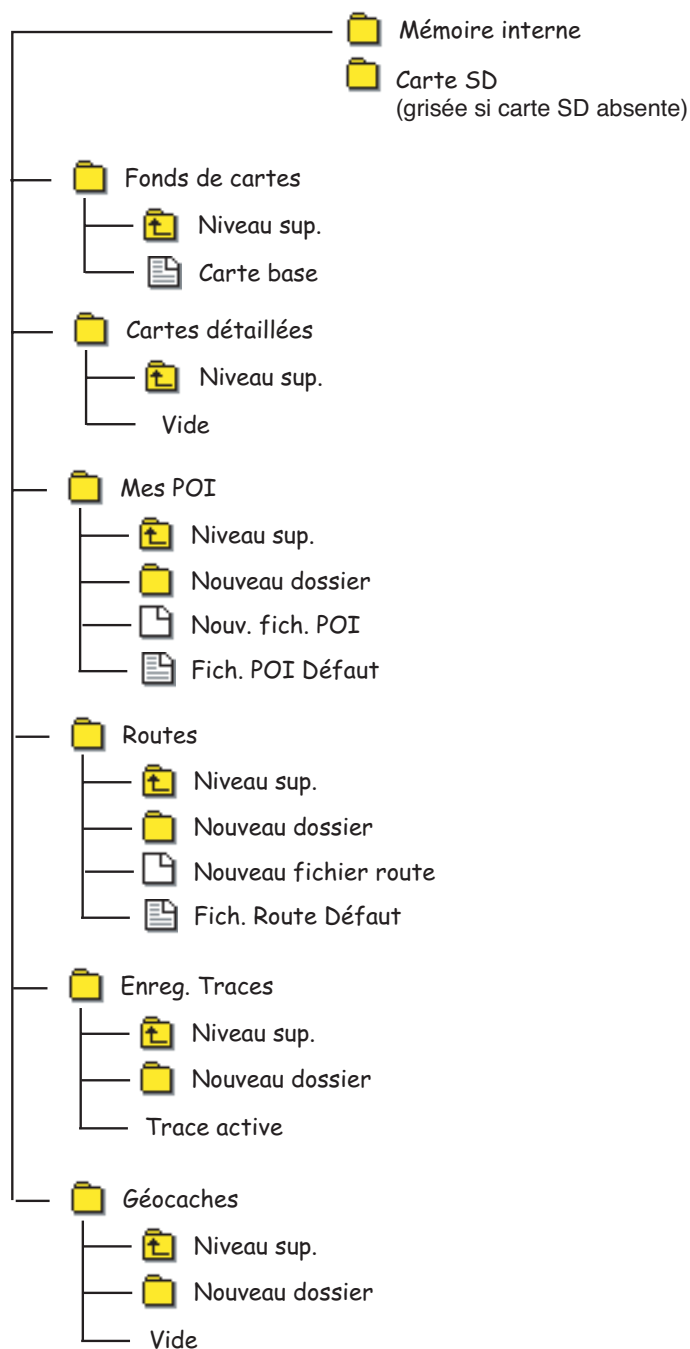 Mémoire interne
Carte SD
(grisée si carte SD absente)
Fonds de cartes
Niveau sup.
Carte base
Cartes détaillées
Niveau sup.
Vide
Mes POI
Niveau sup.
Nouveau dossier
Nouv. fich. POI
Fich. POI Défaut
Routes
Niveau sup.
Nouveau dossier
Nouveau fichier route
Fich. Route Défaut
Enreg. Traces
Niveau sup.
Nouveau dossier
Trace active
Géocaches
Niveau sup.
Nouveau dossier
Vide